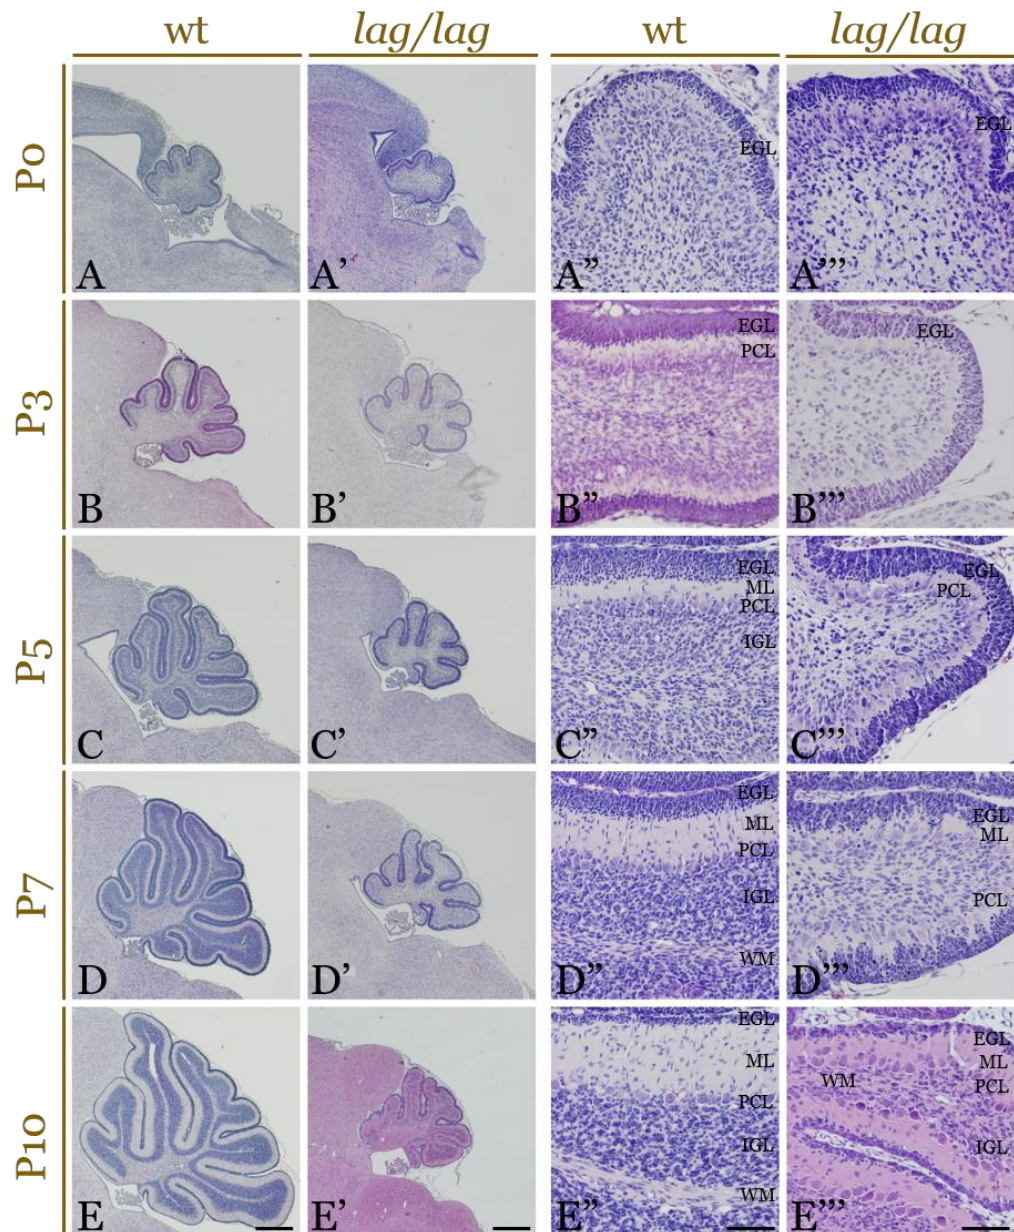 wt lag/lag wt lag/lag
P0
EGL
EGL
A A’ A’’ A’’’
P3
EGL
EGL
PCL
B B’ B’’ B’’’
P5
EGL
EGL
ML
PCL
PCL
IGL
C C’ C’’ C’’’
P7
EGL
EGL
ML
ML
PCL
IGL
PCL
WM
D D’ D’’ D’’’
P10
EGL
EGL
ML
ML
WM
PCL
PCL
IGL
IGL
WM
E E’ E’’ E’’’